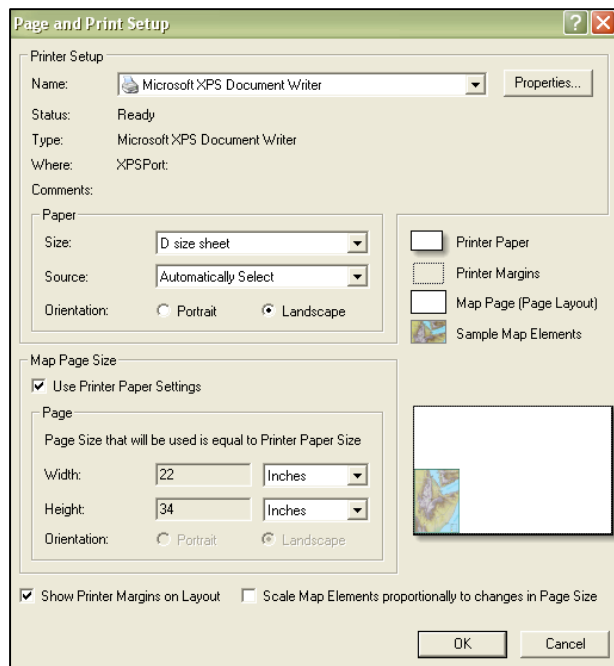 Page and Print Setup
Printer Setup
Name: Microsoft XPS Document Writer Properties...
Status: Ready
Type: Microsoft XPS Document Writer
Where: XPSPort:
Comments:
Paper
Size: D size sheet
Source: Automatically Select
Orientation: Portrait Landscape
Printer Paper
Printer Margins
Map Page (Page Layout)
Sample Map Elements
Map Page Size
Use Printer Paper Settings
Page
Page Size that will be used is equal to Printer Paper Size
Width: 22 Inches
Height: 34 Inches
Orientation: Portrait Landscape
Show Printer Margins on Layout Scale Map Elements proportionally to changes in Page Size
OK Cancel